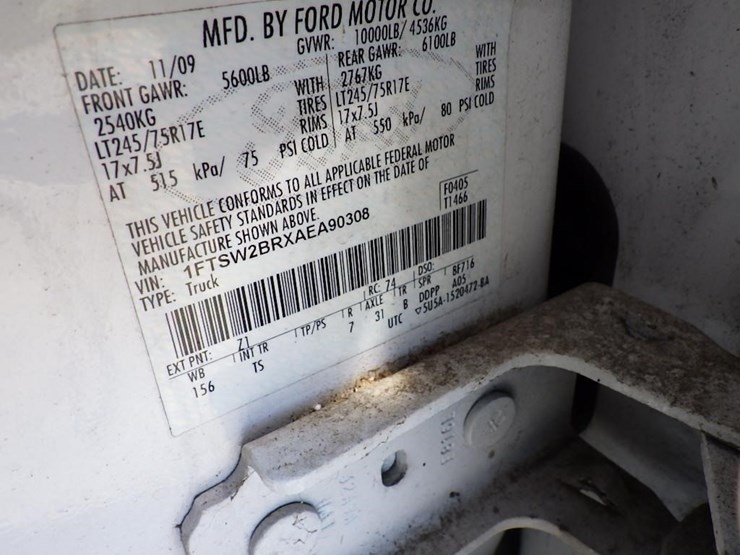 MFD. BY FORD MOTOR CO.
DATE: 11/09 GVWR: 10000LB/4536KG
FRONT GAWR: 5600LB REAR GAWR: 6100LB
2540KG WITH 2767KG WITH
LT245/75R17E TIRES LT245/75R17E TIRES
17x7.5J RIMS 17x7.5J RIMS
AT 515 kPa/ 75 PSI COLD AT 550 kPa/ 80 PSI COLD
THIS VEHICLE CONFORMS TO ALL APPLICABLE FEDERAL MOTOR
VEHICLE SAFETY STANDARDS IN EFFECT ON THE DATE OF
MANUFACTURE SHOWN ABOVE.
VIN: 1FTSW2BRXAEA90308 F0405
TYPE: Truck T1466
EXT PNT: Z1 RC: 74 DSO: BF716
WB INT TR TP/PS R AXLE TR SPR A05
156 TS 7 31 B DDPP
UTC 5U5A-1520472-BA